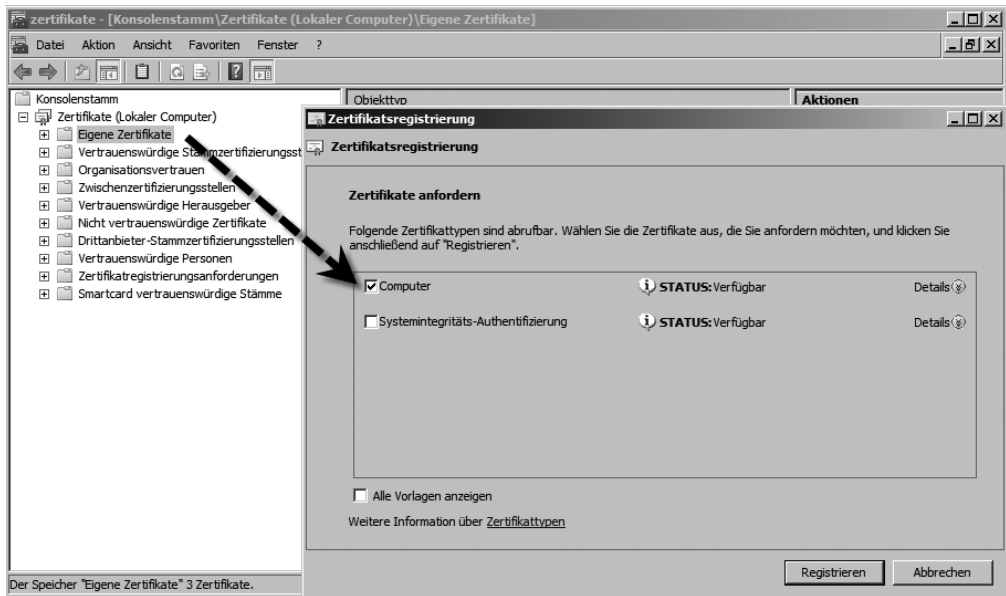 zertifikate - [Konsolenstamm\Zertifikate (Lokaler Computer)\Eigene Zertifikate]
Datei Aktion Ansicht Favoriten Fenster ?
Konsolenstamm
Zertifikate (Lokaler Computer)
Eigene Zertifikate
Vertrauenswürdige Stammzertifizierungsst
Organisationsvertrauen
Zwischenzertifizierungsstellen
Vertrauenswürdige Herausgeber
Nicht vertrauenswürdige Zertifikate
Drittanbieter-Stammzertifizierungsstellen
Vertrauenswürdige Personen
Zertifikatregistrierungsanforderungen
Smartcard vertrauenswürdige Stämme
Der Speicher "Eigene Zertifikate" 3 Zertifikate.
Objekttyp
Aktionen
Zertifikatsregistrierung
Zertifikatsregistrierung
Zertifikate anfordern
Folgende Zertifikattypen sind abrufbar. Wählen Sie die Zertifikate aus, die Sie anfordern möchten, und klicken Sie
anschließend auf "Registrieren".
Computer STATUS: Verfügbar Details
Systemintegritäts-Authentifizierung STATUS: Verfügbar Details
Alle Vorlagen anzeigen
Weitere Information über Zertifikattypen
Registrieren Abbrechen